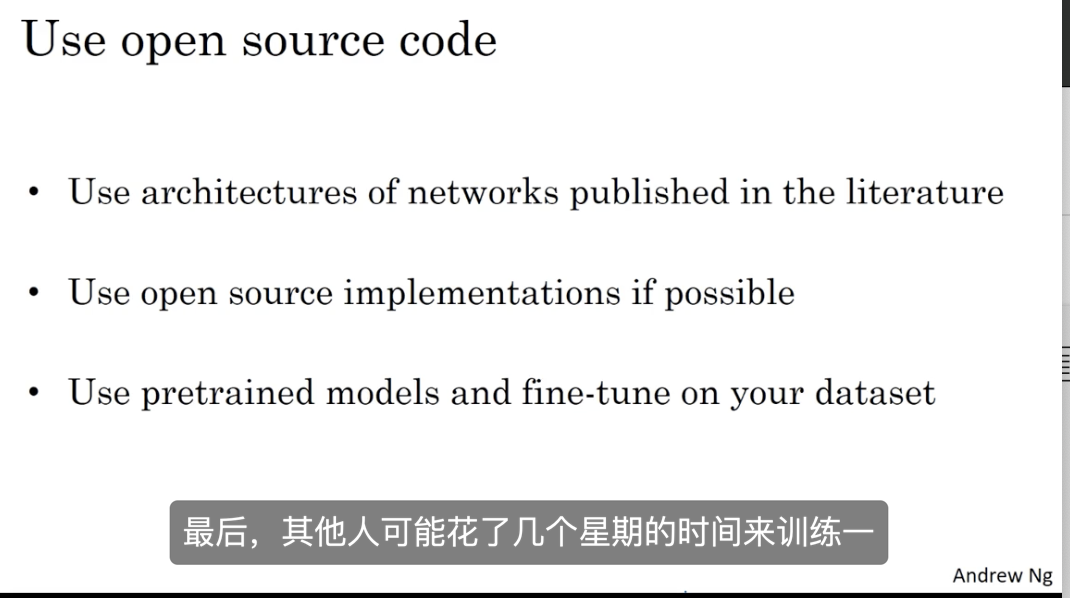 Use open source code
• Use architectures of networks published in the literature
• Use open source implementations if possible
• Use pretrained models and fine-tune on your dataset
最后，其他人可能花了几个星期的时间来训练一
Andrew Ng